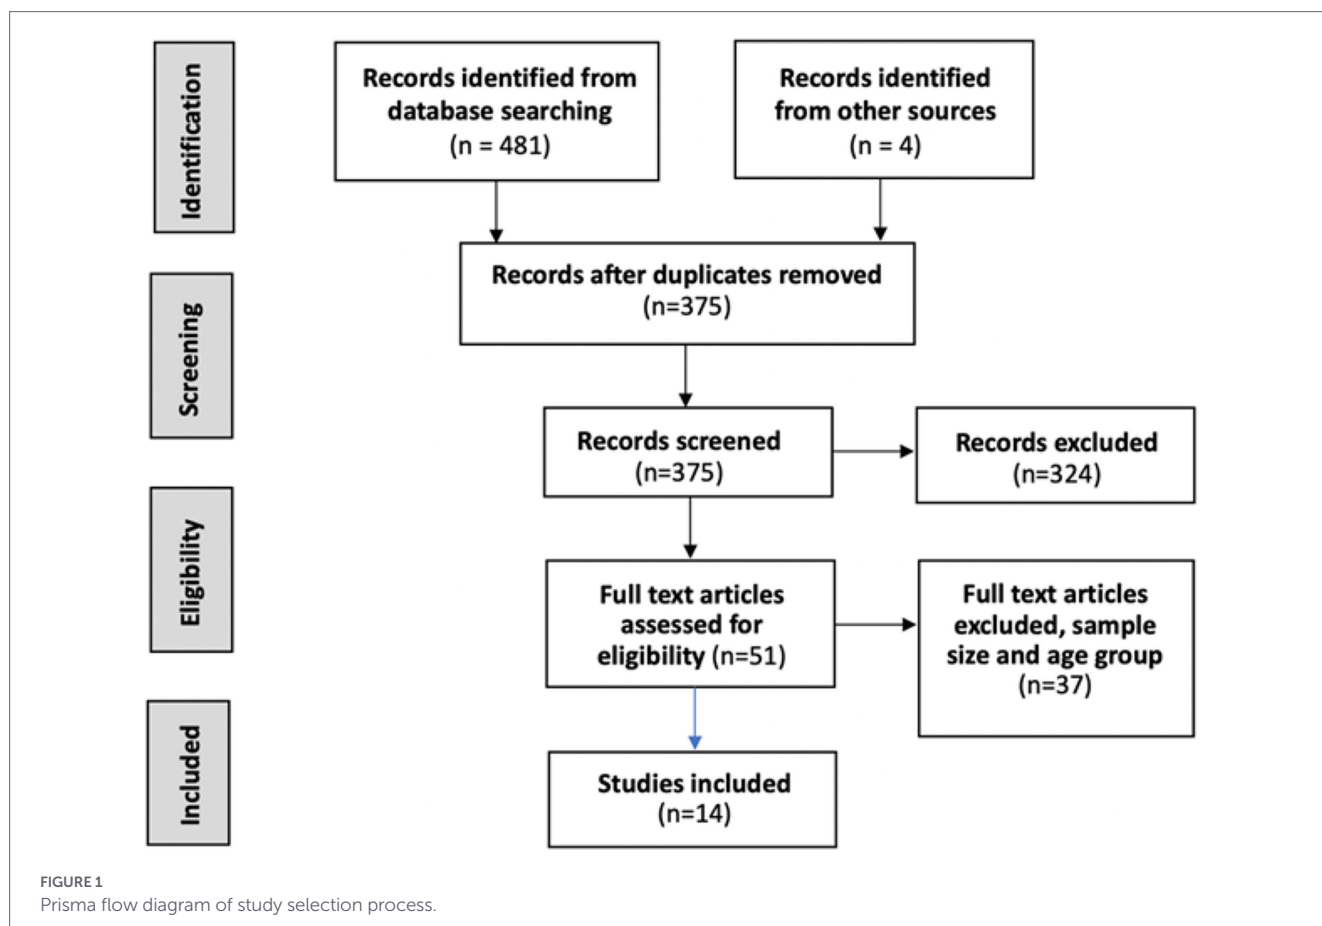 Identification
Records identified from
database searching
(n = 481)
Records identified
from other sources
(n = 4)
Records after duplicates removed
(n=375)
Screening
Records screened
(n=375)
Records excluded
(n=324)
Eligibility
Full text articles
assessed for
eligibility (n=51)
Full text articles
excluded, sample
size and age group
(n=37)
Included
Studies included
(n=14)
FIGURE 1
Prisma flow diagram of study selection process.